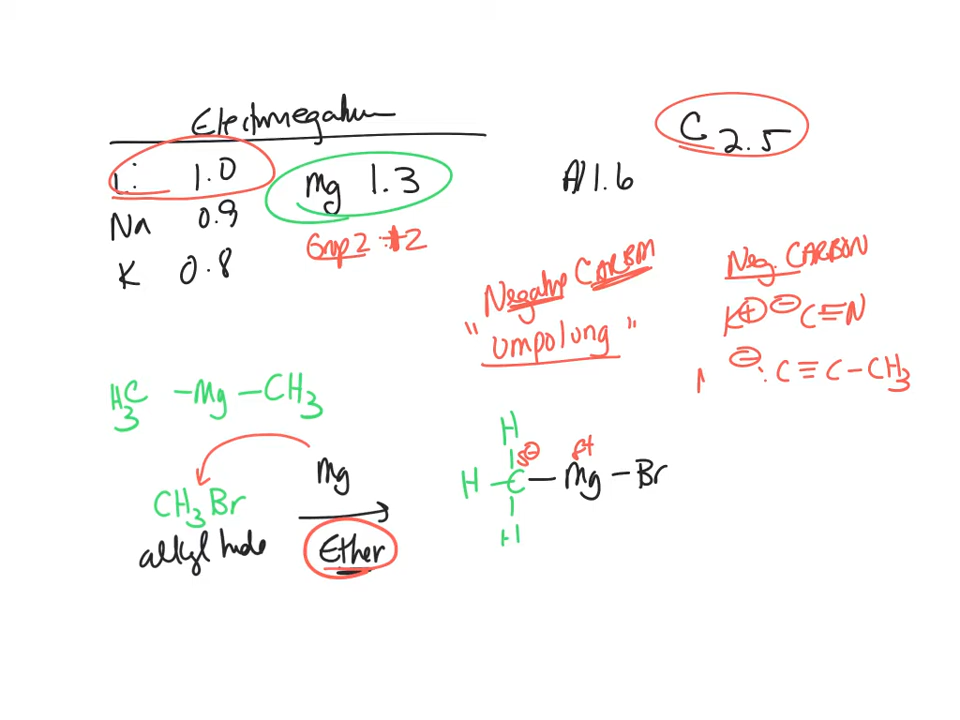 Electronegativity
Li 1.0
Mg 1.3
Al 1.6
C 2.5
Na 0.9
K 0.8
Group 2 +2
Negative CARBON
"Umpolung"
Neg. CARBON
K⊕ ⊖C≡N
⊖:C≡C-CH3
H3C -Mg-CH3
CH3Br
alkyl halide
Mg
Ether
H
H-C-Mg-Br
δ⊖ δ+
H